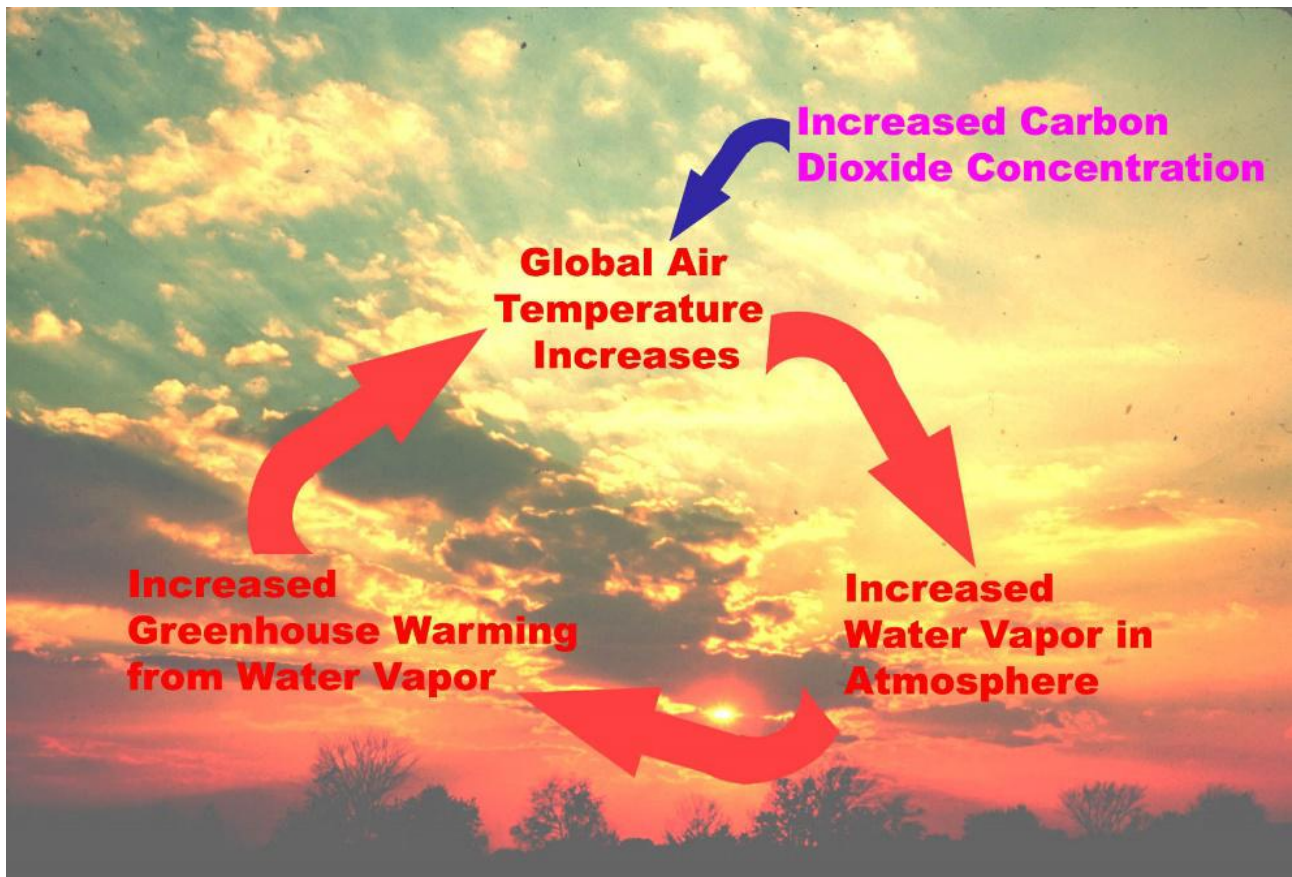 Increased Carbon
Dioxide Concentration
Global Air
Temperature
Increases
Increased
Water Vapor in
Atmosphere
Increased
Greenhouse Warming
from Water Vapor